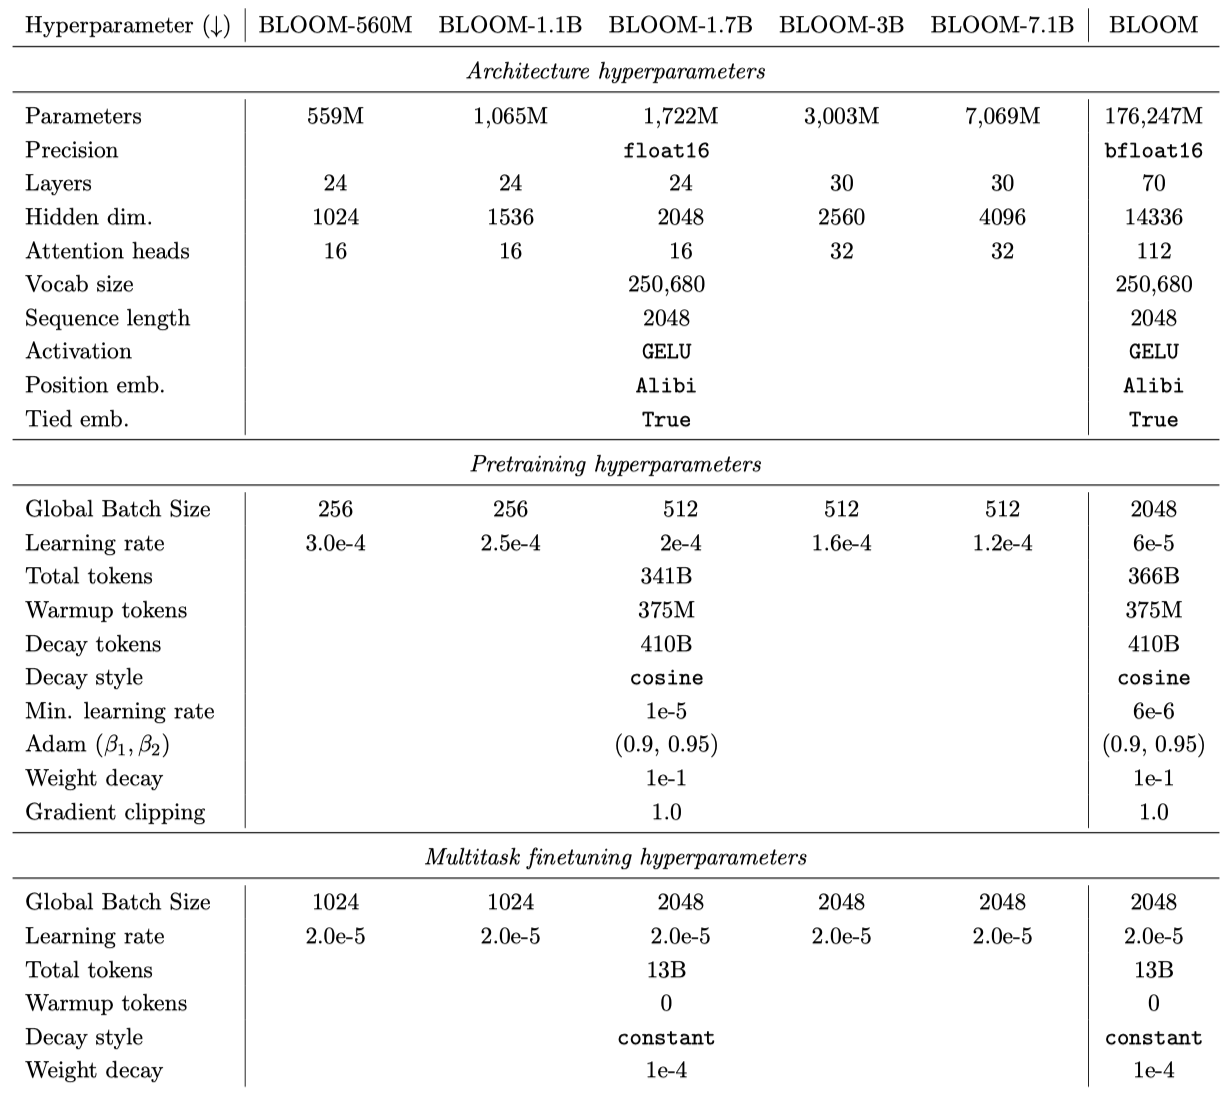 Hyperparameter (↓) BLOOM-560M BLOOM-1.1B BLOOM-1.7B BLOOM-3B BLOOM-7.1B BLOOM
Architecture hyperparameters
Parameters 559M 1,065M 1,722M 3,003M 7,069M 176,247M
Precision float16 bfloat16
Layers 24 24 24 30 30 70
Hidden dim. 1024 1536 2048 2560 4096 14336
Attention heads 16 16 16 32 32 112
Vocab size 250,680 250,680
Sequence length 2048 2048
Activation GELU GELU
Position emb. Alibi Alibi
Tied emb. True True
Pretraining hyperparameters
Global Batch Size 256 256 512 512 512 2048
Learning rate 3.0e-4 2.5e-4 2e-4 1.6e-4 1.2e-4 6e-5
Total tokens 341B 366B
Warmup tokens 375M 375M
Decay tokens 410B 410B
Decay style cosine cosine
Min. learning rate 1e-5 6e-6
Adam (β₁, β₂) (0.9, 0.95) (0.9, 0.95)
Weight decay 1e-1 1e-1
Gradient clipping 1.0 1.0
Multitask finetuning hyperparameters
Global Batch Size 1024 1024 2048 2048 2048 2048
Learning rate 2.0e-5 2.0e-5 2.0e-5 2.0e-5 2.0e-5 2.0e-5
Total tokens 13B 13B
Warmup tokens 0 0
Decay style constant constant
Weight decay 1e-4 1e-4